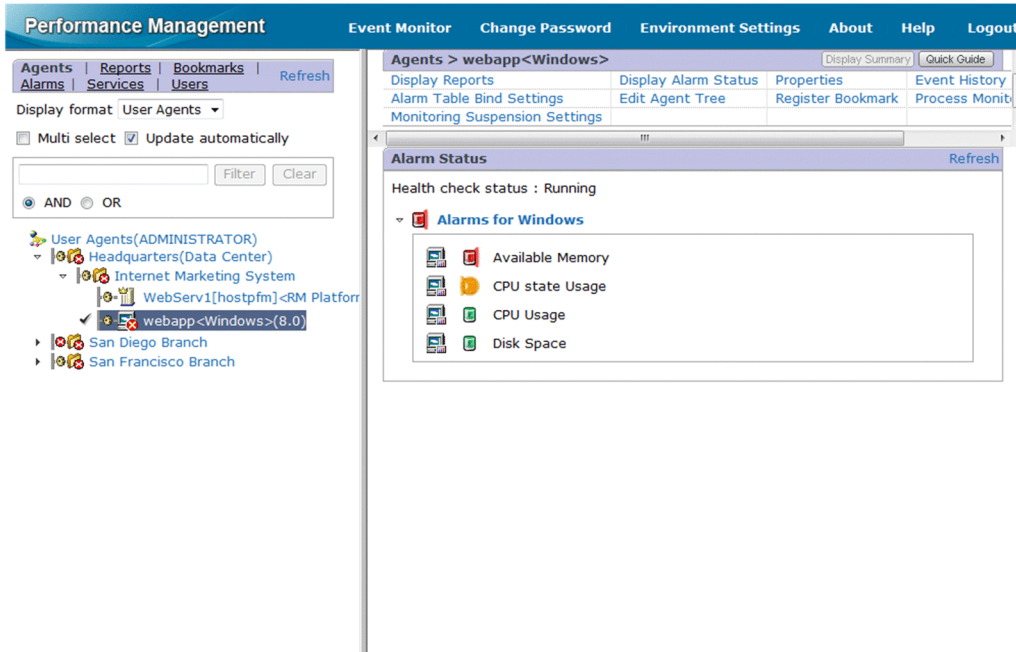 Performance Management
Event Monitor Change Password Environment Settings About Help Logout
Agents | Reports | Bookmarks |
Alarms | Services | Users
Refresh
Display format User Agents
Multi select Update automatically
Filter Clear
AND OR
User Agents(ADMINISTRATOR)
Headquarters(Data Center)
Internet Marketing System
WebServ1[hostpfm]<RM Platforr
webapp<Windows>(8.0)
San Diego Branch
San Francisco Branch
Agents > webapp<Windows>
Display Summary Quick Guide
Display Reports Display Alarm Status Properties Event History
Alarm Table Bind Settings Edit Agent Tree Register Bookmark Process Monito
Monitoring Suspension Settings
Alarm Status Refresh
Health check status : Running
Alarms for Windows
Available Memory
CPU state Usage
CPU Usage
Disk Space